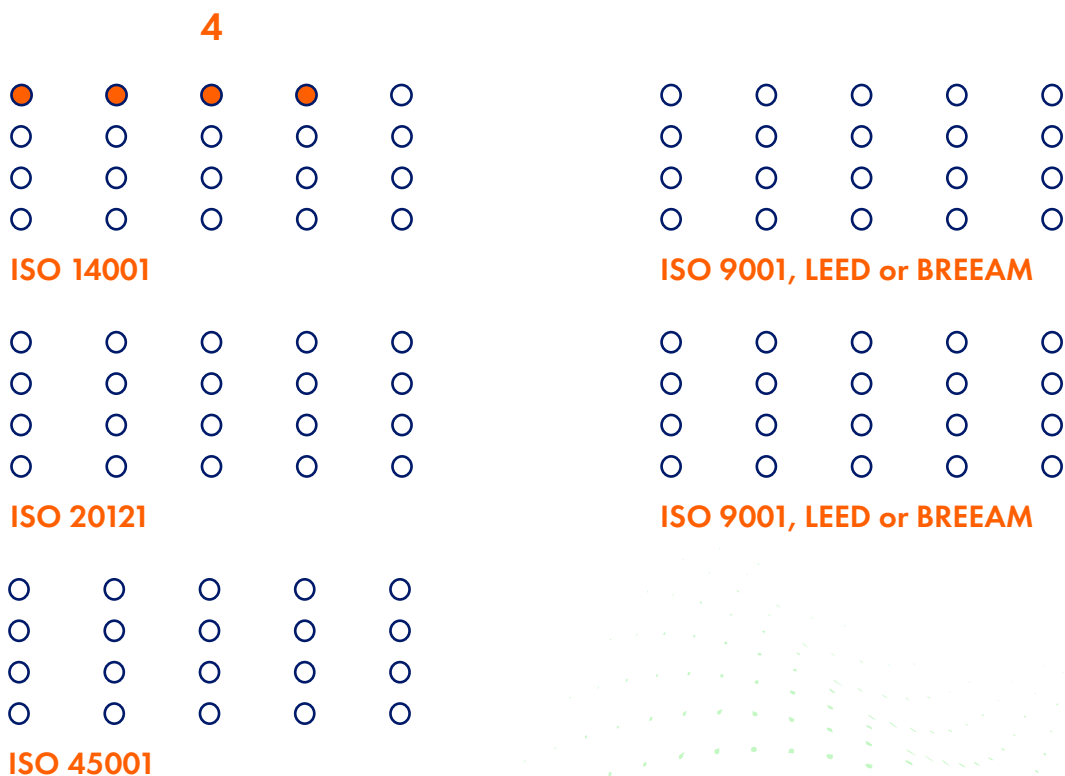 4
ISO 14001
ISO 9001, LEED or BREEAM
ISO 20121
ISO 9001, LEED or BREEAM
ISO 45001